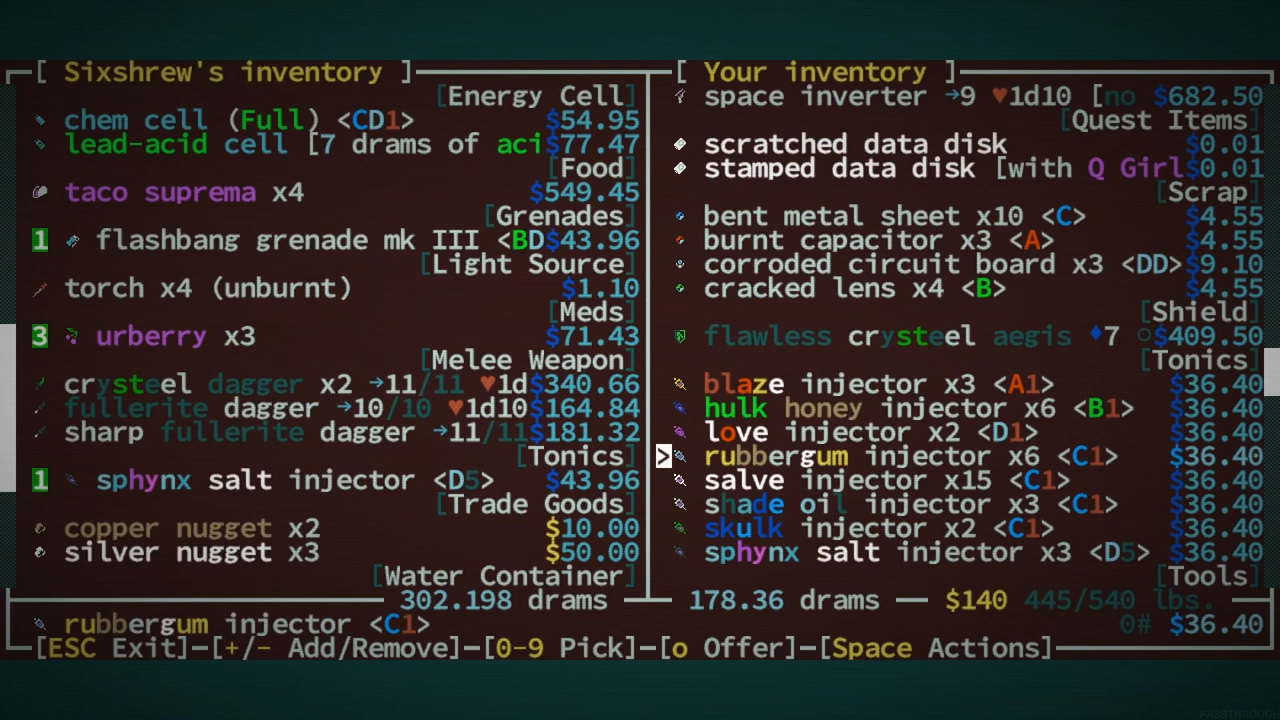 [ Sixshrew's inventory ]
[Energy Cell]
chem cell (Full) <CD1> $54.95
lead-acid cell [7 drams of aci $77.47
[Food]
taco suprema x4 $549.45
[Grenades]
1 flashbang grenade mk III <BD $43.96
[Light Source]
torch x4 (unburnt) $1.10
[Meds]
3 urberry x3 $71.43
[Melee Weapon]
crysteel dagger x2 →11/11 ♥1d $340.66
fullerite dagger →10/10 ♥1d10 $164.84
sharp fullerite dagger →11/11 $181.32
[Tonics]
1 sphynx salt injector <D5> $43.96
[Trade Goods]
copper nugget x2 $10.00
silver nugget x3 $50.00
[Water Container]
302.198 drams
[ Your inventory ]
space inverter →9 ♥1d10 [no $682.50
[Quest Items]
scratched data disk $0.01
stamped data disk [with Q Girl $0.01
[Scrap]
bent metal sheet x10 <C> $4.55
burnt capacitor x3 <A> $4.55
corroded circuit board x3 <DD> $9.10
cracked lens x4 <B> $4.55
[Shield]
flawless crysteel aegis ♦7 ○ $409.50
[Tonics]
blaze injector x3 <A1> $36.40
hulk honey injector x6 <B1> $36.40
love injector x2 <D1> $36.40
> rubbergum injector x6 <C1> $36.40
salve injector x15 <C1> $36.40
shade oil injector x3 <C1> $36.40
skulk injector x2 <C1> $36.40
sphynx salt injector x3 <D5> $36.40
[Tools]
178.36 drams — $140 445/540 lbs.
rubbergum injector <C1> 0# $36.40
[ESC Exit]—[+/- Add/Remove]—[0-9 Pick]—[o Offer]—[Space Actions]